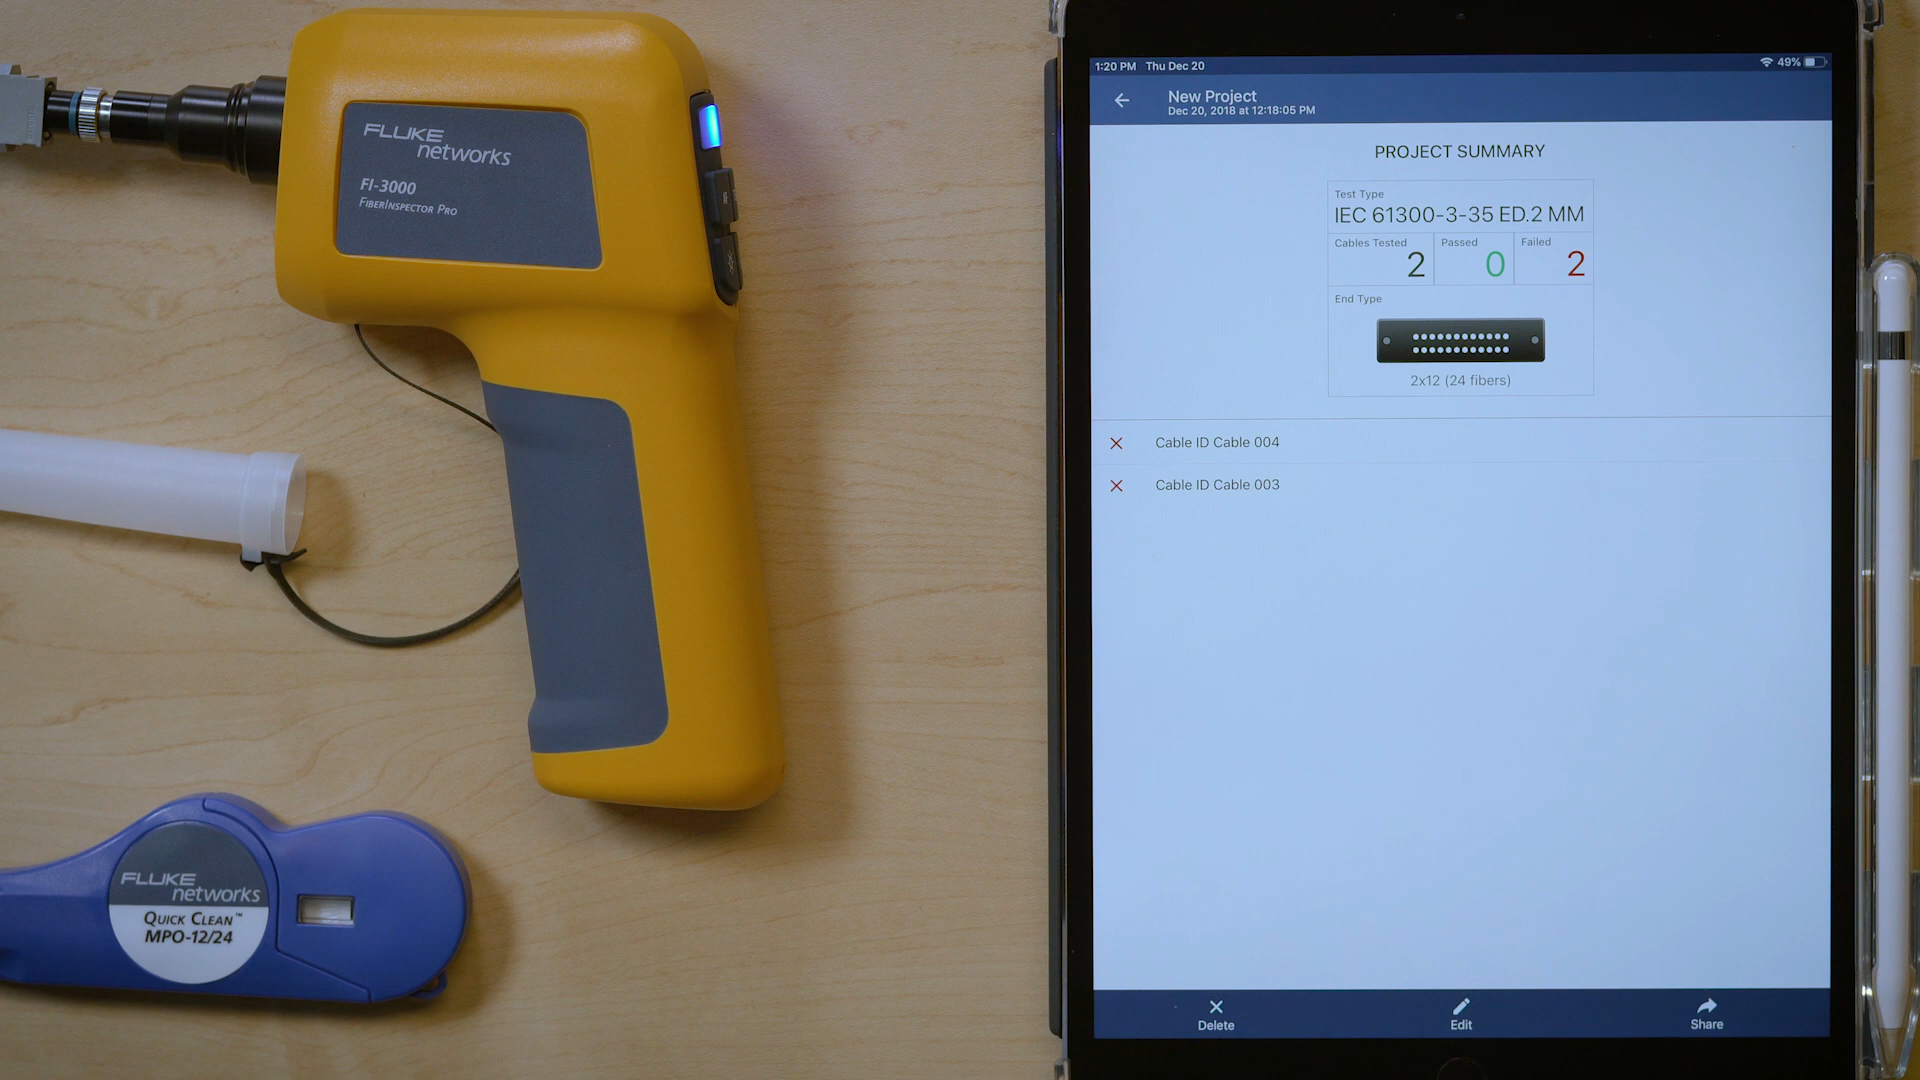 FLUKE
networks
FI-3000
FIBERINSPECTOR PRO
FLUKE
networks
QUICK CLEAN™
MPO-12/24
1:20 PM Thu Dec 20
49%
New Project
Dec 20, 2018 at 12:18:05 PM
PROJECT SUMMARY
Test Type
IEC 61300-3-35 ED.2 MM
Cables Tested Passed Failed
2 0 2
End Type
2x12 (24 fibers)
Cable ID Cable 004
Cable ID Cable 003
Delete Edit Share